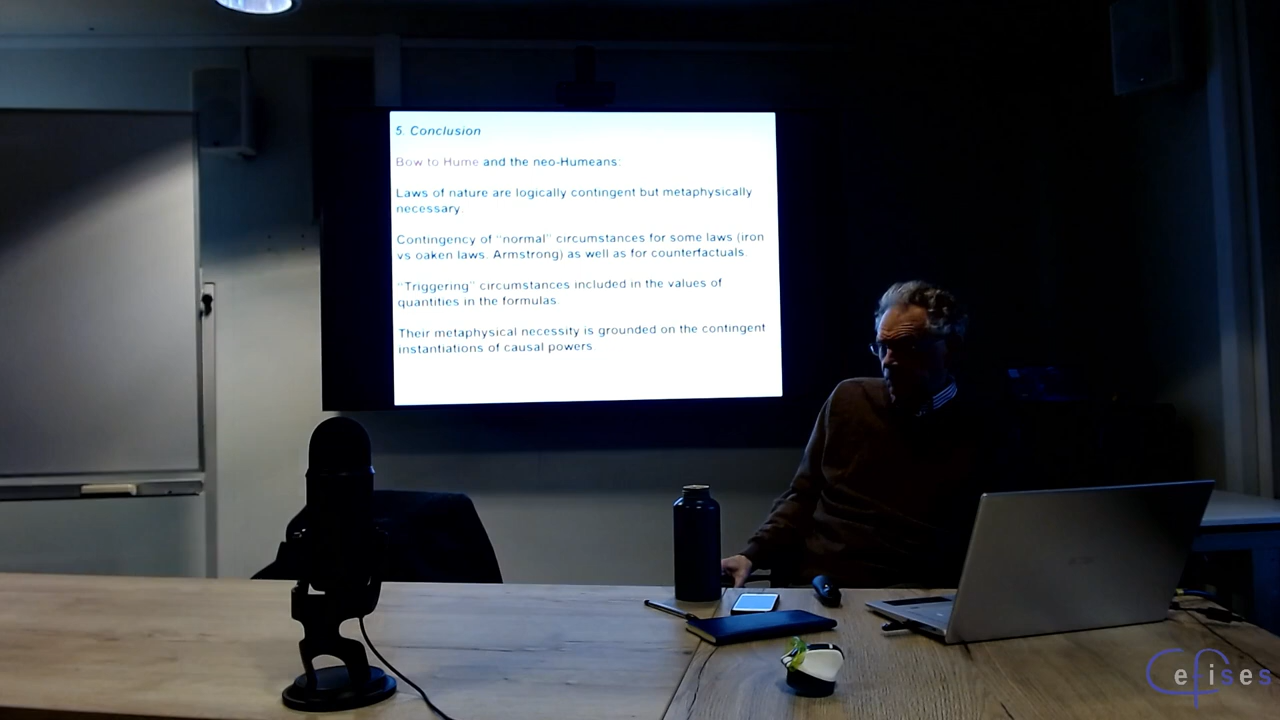 5. Conclusion
Bow to Hume and the neo-Humeans:
Laws of nature are logically contingent but metaphysically
necessary.
Contingency of "normal" circumstances for some laws (iron
vs oaken laws. Armstrong) as well as for counterfactuals.
"Triggering" circumstances included in the values of
quantities in the formulas.
Their metaphysical necessity is grounded on the contingent
instantiations of causal powers
Cefises